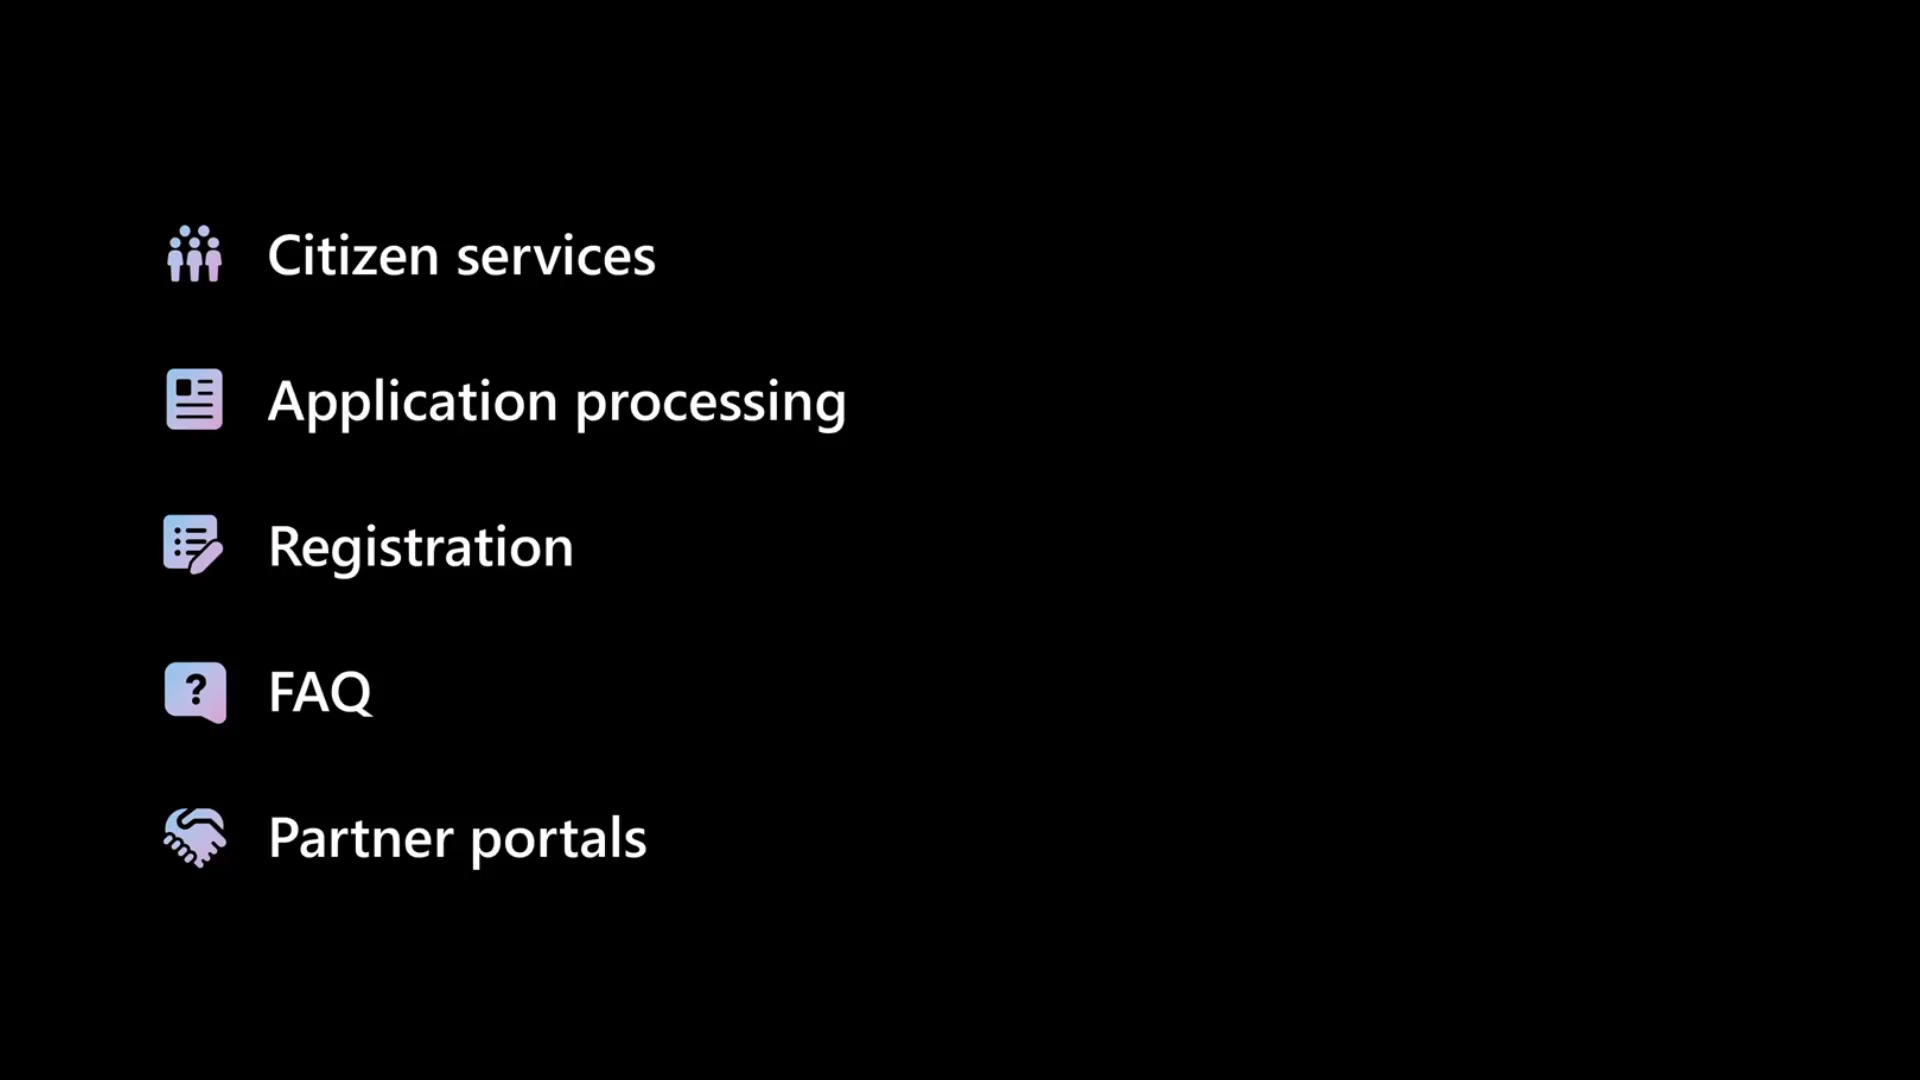 Citizen services
Application processing
Registration
FAQ
Partner portals